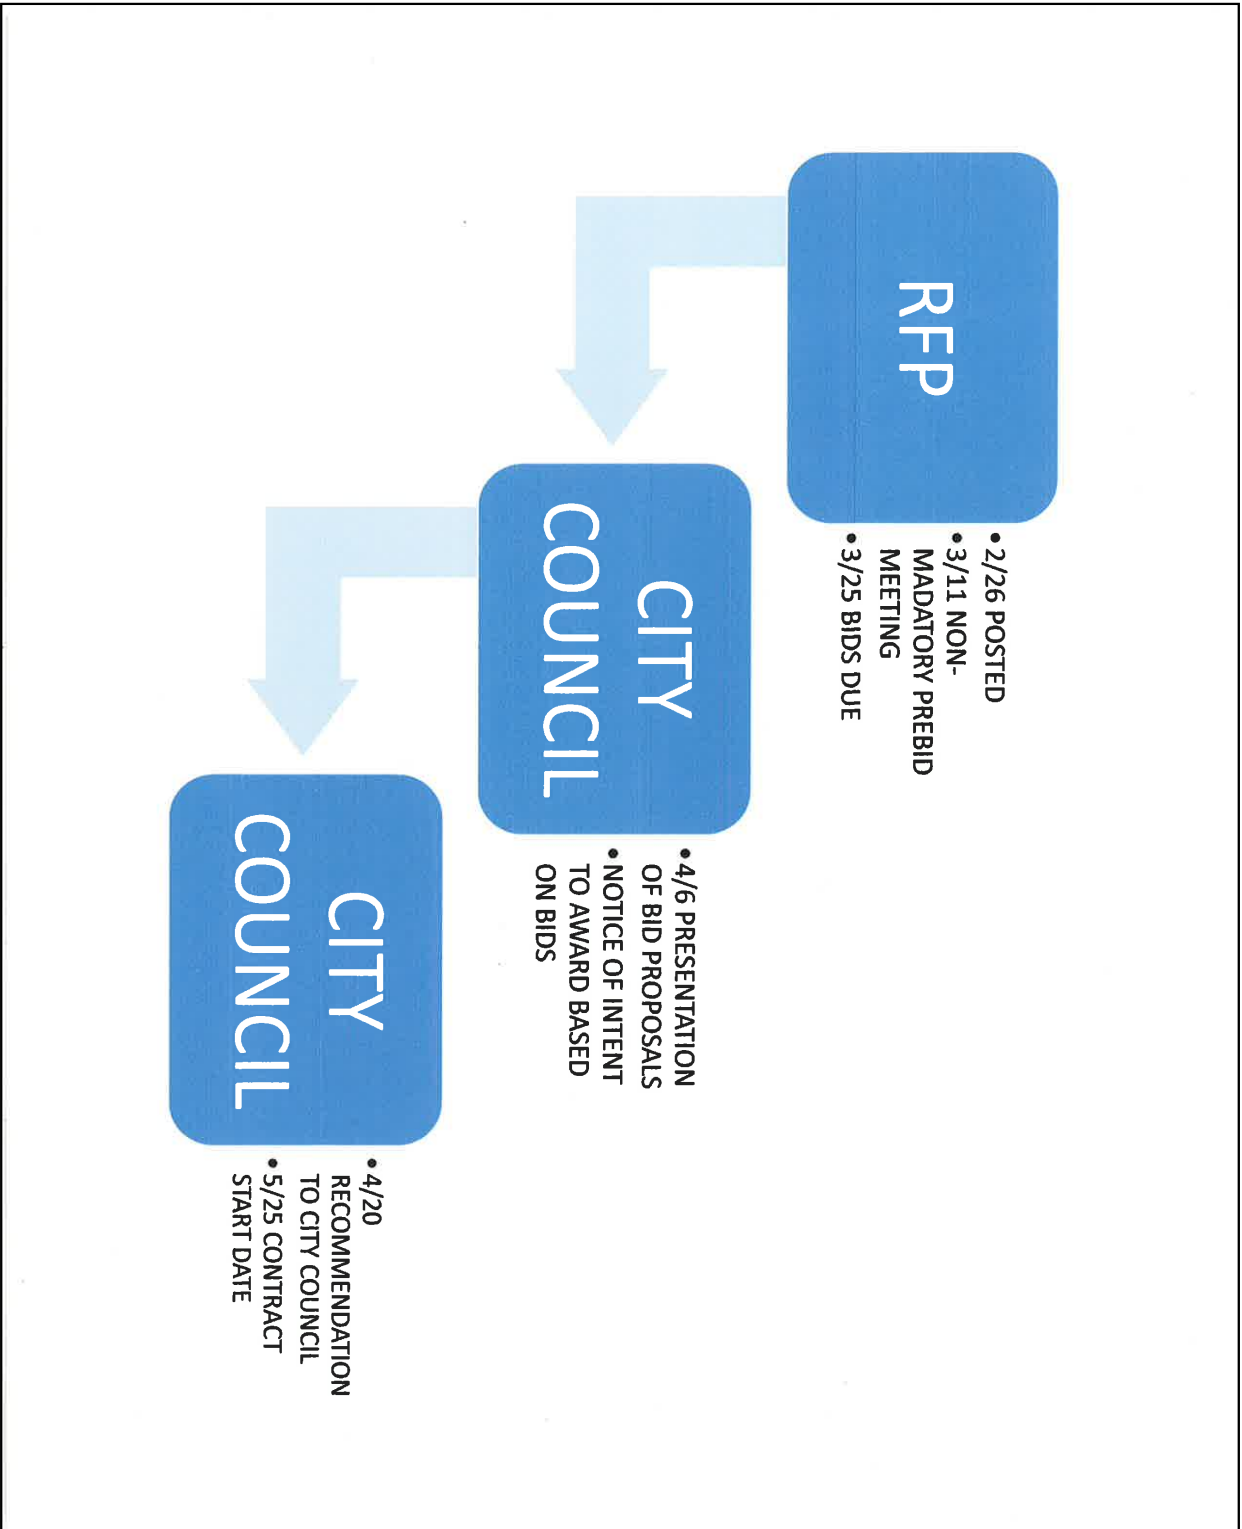 RFP
• 2/26 POSTED
• 3/11 NON-
MADATORY PREBID
MEETING
• 3/25 BIDS DUE
CITY
COUNCIL
• 4/6 PRESENTATION
OF BID PROPOSALS
• NOTICE OF INTENT
TO AWARD BASED
ON BIDS
CITY
COUNCIL
• 4/20
RECOMMENDATION
TO CITY COUNCIL
• 5/25 CONTRACT
START DATE